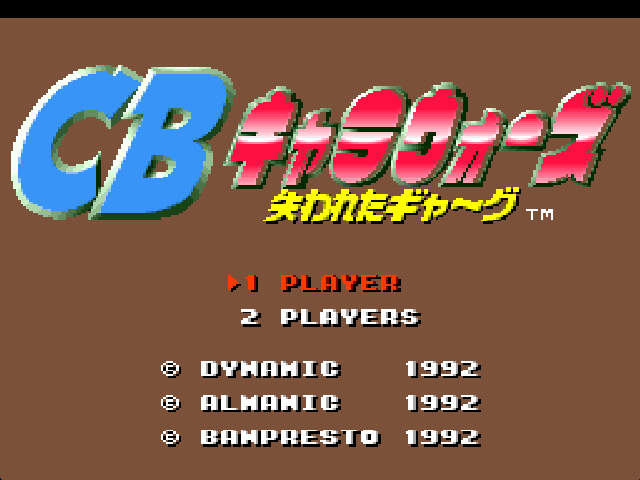 CB キャラウォーズ
失われたギャ〜グ ™
▶1 PLAYER
2 PLAYERS
© DYNAMIC 1992
© ALMANIC 1992
© BANPRESTO 1992